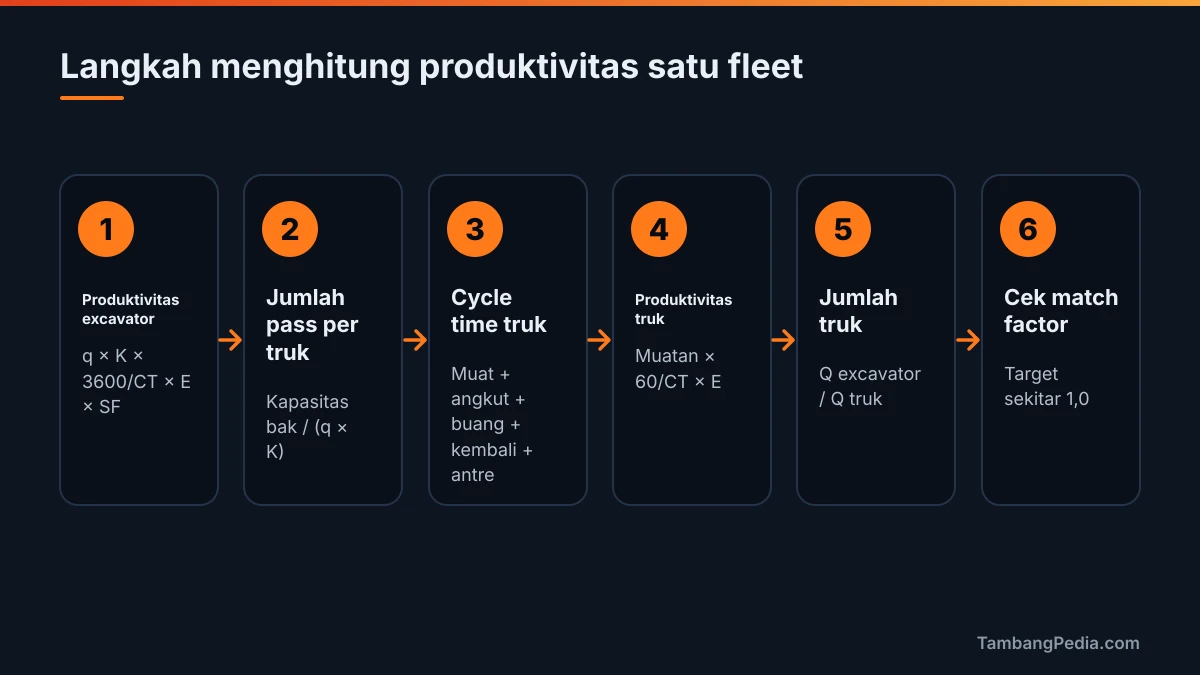 Langkah menghitung produktivitas satu fleet
1
Produktivitas
excavator
q × K ×
3600/CT × E
× SF
2
Jumlah
pass per
truk
Kapasitas
bak / (q ×
K)
3
Cycle
time truk
Muat +
angkut +
buang +
kembali +
antre
4
Produktivitas
truk
Muatan ×
60/CT × E
5
Jumlah
truk
Q excavator
/ Q truk
6
Cek match
factor
Target
sekitar 1,0
TambangPedia.com